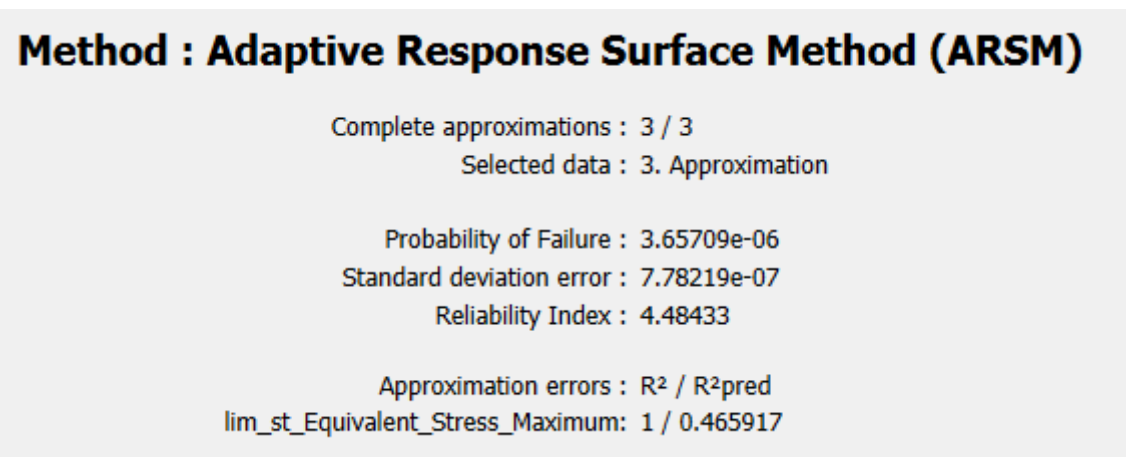 Method : Adaptive Response Surface Method (ARSM)
Complete approximations : 3 / 3
Selected data : 3. Approximation
Probability of Failure : 3.65709e-06
Standard deviation error : 7.78219e-07
Reliability Index : 4.48433
Approximation errors : R² / R²pred
lim_st_Equivalent_Stress_Maximum: 1 / 0.465917